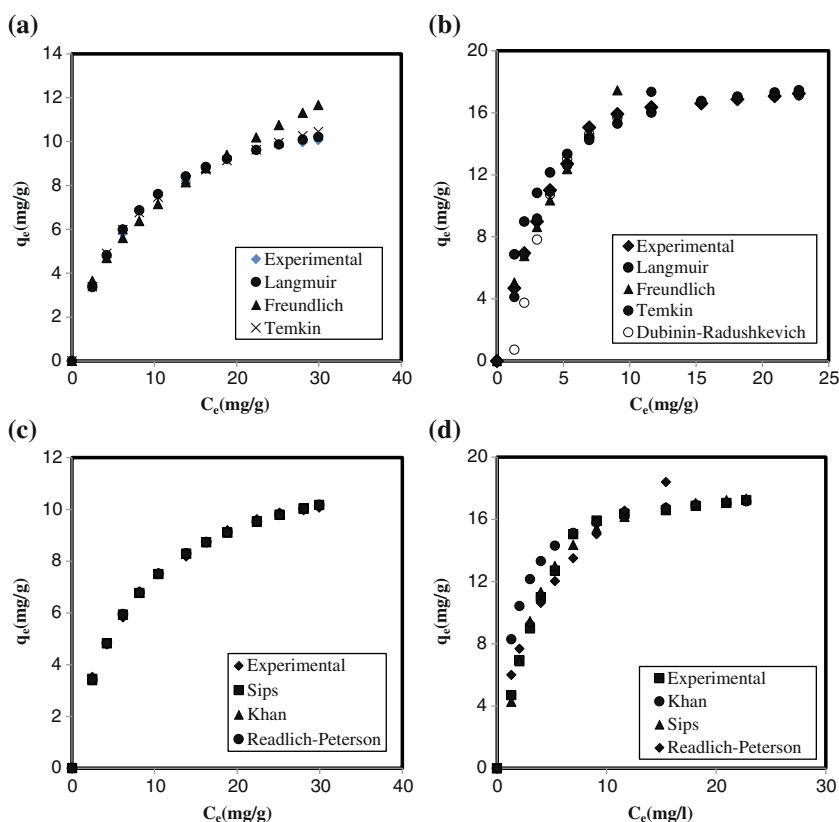 (a)
14
12
10
8
6
4
2
0
qe(mg/g)
0 10 20 30 40
Ce(mg/g)
Experimental
Langmuir
Freundlich
Temkin
(b)
20
16
12
8
4
0
qe(mg/g)
0 5 10 15 20 25
Ce(mg/g)
Experimental
Langmuir
Freundlich
Temkin
Dubinin-Radushkevich
(c)
12
10
8
6
4
2
0
qe(mg/g)
0 10 20 30 40
Ce(mg/g)
Experimental
Sips
Khan
Readlich-Peterson
(d)
20
16
12
8
4
0
qe(mg/g)
0 10 20 30
Ce(mg/l)
Experimental
Khan
Sips
Readlich-Peterson